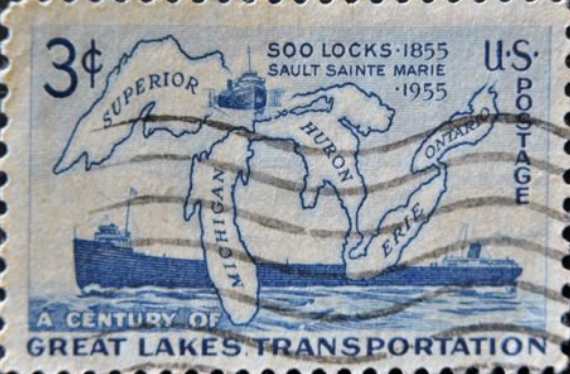 3¢
SOO LOCKS·1855
SAULT SAINTE MARIE
·1955
U·S·
POSTAGE
SUPERIOR
HURON
ONTARIO
MICHIGAN
ERIE
A CENTURY OF
GREAT LAKES TRANSPORTATION